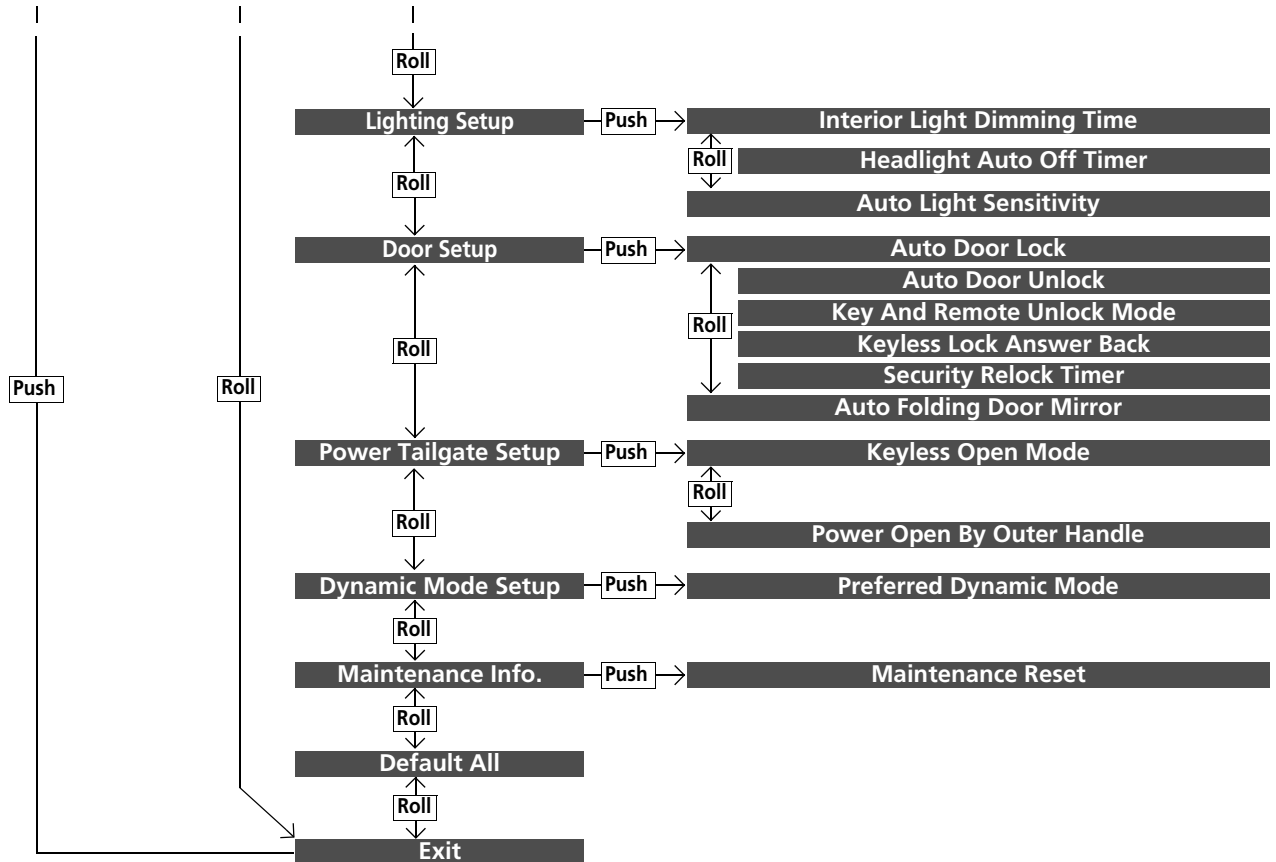 Roll
Lighting Setup Push Interior Light Dimming Time
Roll Headlight Auto Off Timer
Roll
Auto Light Sensitivity
Door Setup Push Auto Door Lock
Auto Door Unlock
Key And Remote Unlock Mode
Roll
Roll
Keyless Lock Answer Back
Security Relock Timer
Push Roll
Auto Folding Door Mirror
Power Tailgate Setup Push Keyless Open Mode
Roll
Roll
Power Open By Outer Handle
Dynamic Mode Setup Push Preferred Dynamic Mode
Roll
Maintenance Info. Push Maintenance Reset
Roll
Default All
Roll
Exit